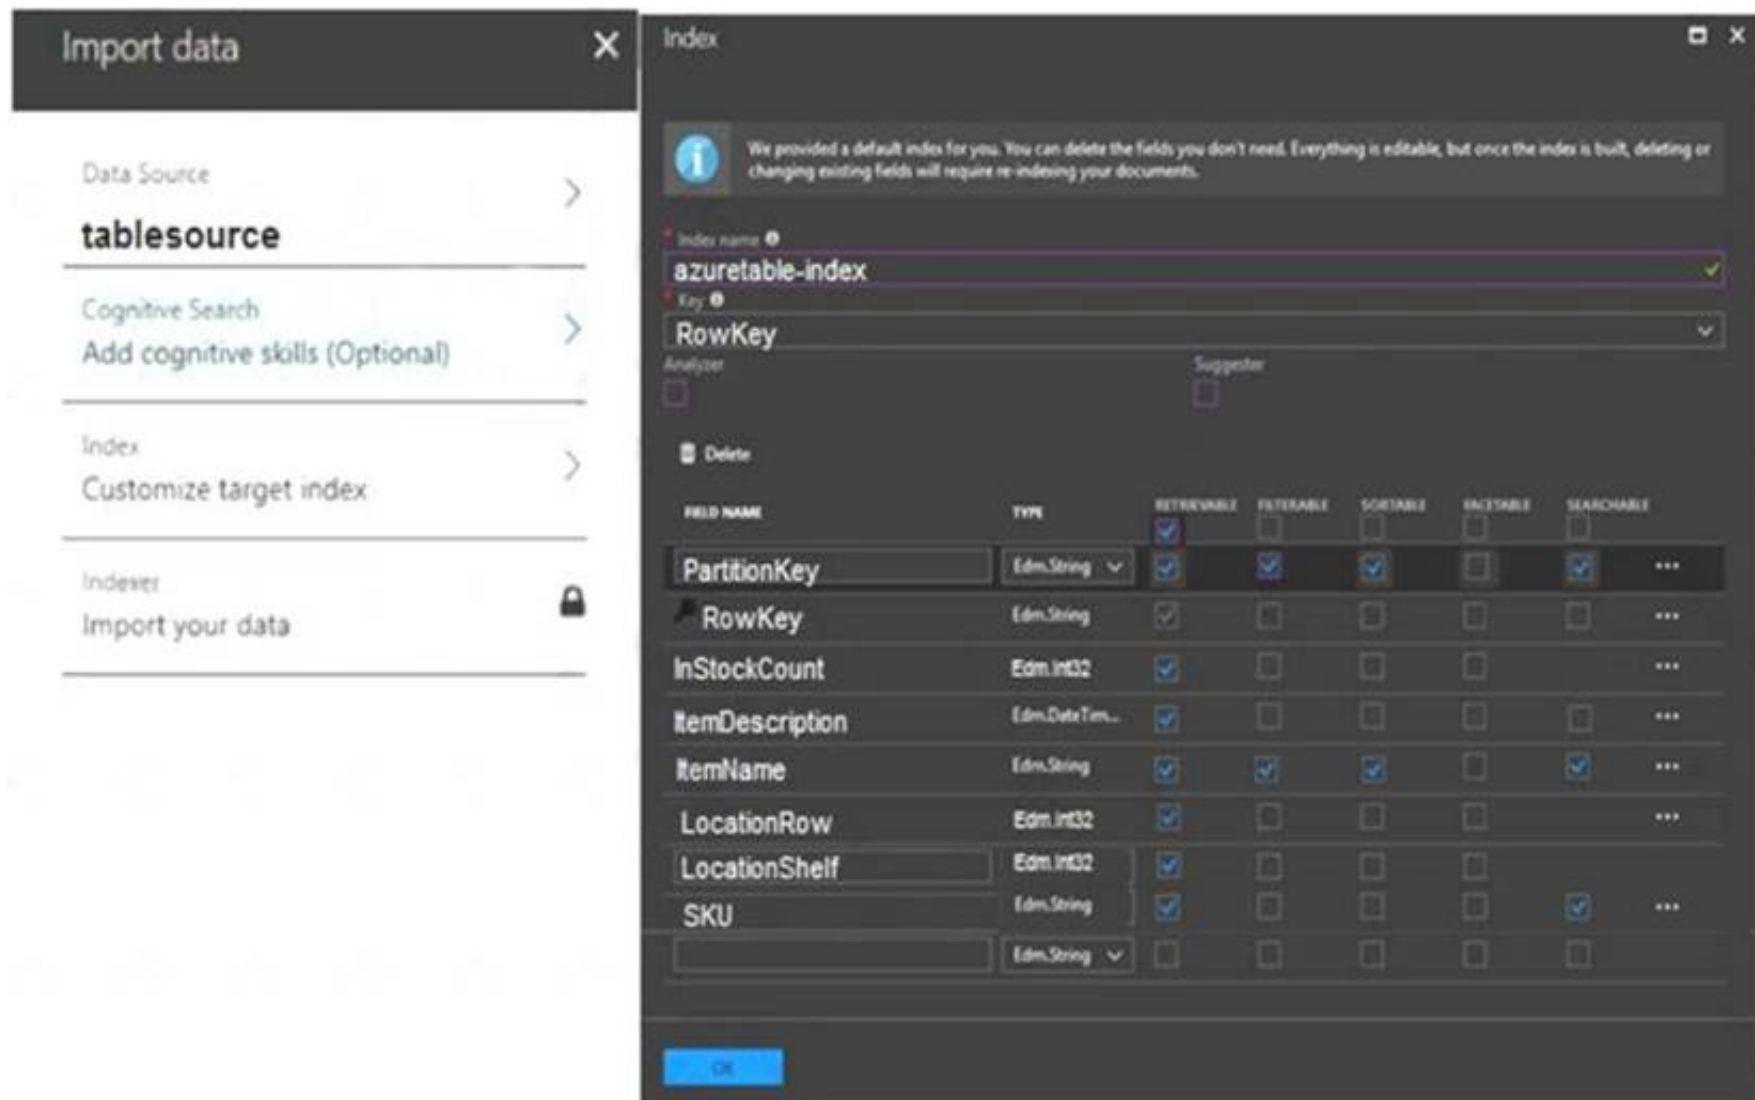 Import data
Data Source
tablesource
Cognitive Search
Add cognitive skills (Optional)
Index
Customize target index
Indexer
Import your data
Index
We provided a default index for you. You can delete the fields you don't need. Everything is editable, but once the index is built, deleting or
changing existing fields will require re-indexing your documents.
* Index name
azuretable-index
* Key
RowKey
Analyzer Suggester
Delete
FIELD NAME TYPE RETRIEVABLE FILTERABLE SORTABLE FACETABLE SEARCHABLE
PartitionKey Edm.String ...
RowKey Edm.String ...
InStockCount Edm.Int32 ...
ItemDescription Edm.DateTim... ...
ItemName Edm.String ...
LocationRow Edm.Int32 ...
LocationShelf Edm.Int32
SKU Edm.String ...
Edm.String
OK